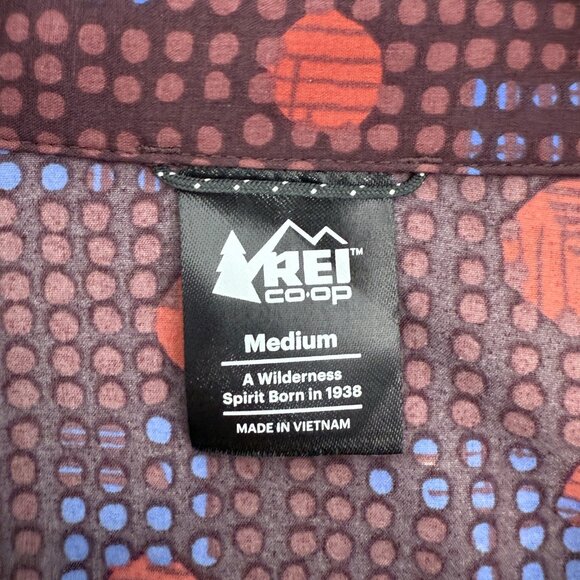 REI™
CO·OP
Medium
A Wilderness
Spirit Born in 1938
MADE IN VIETNAM